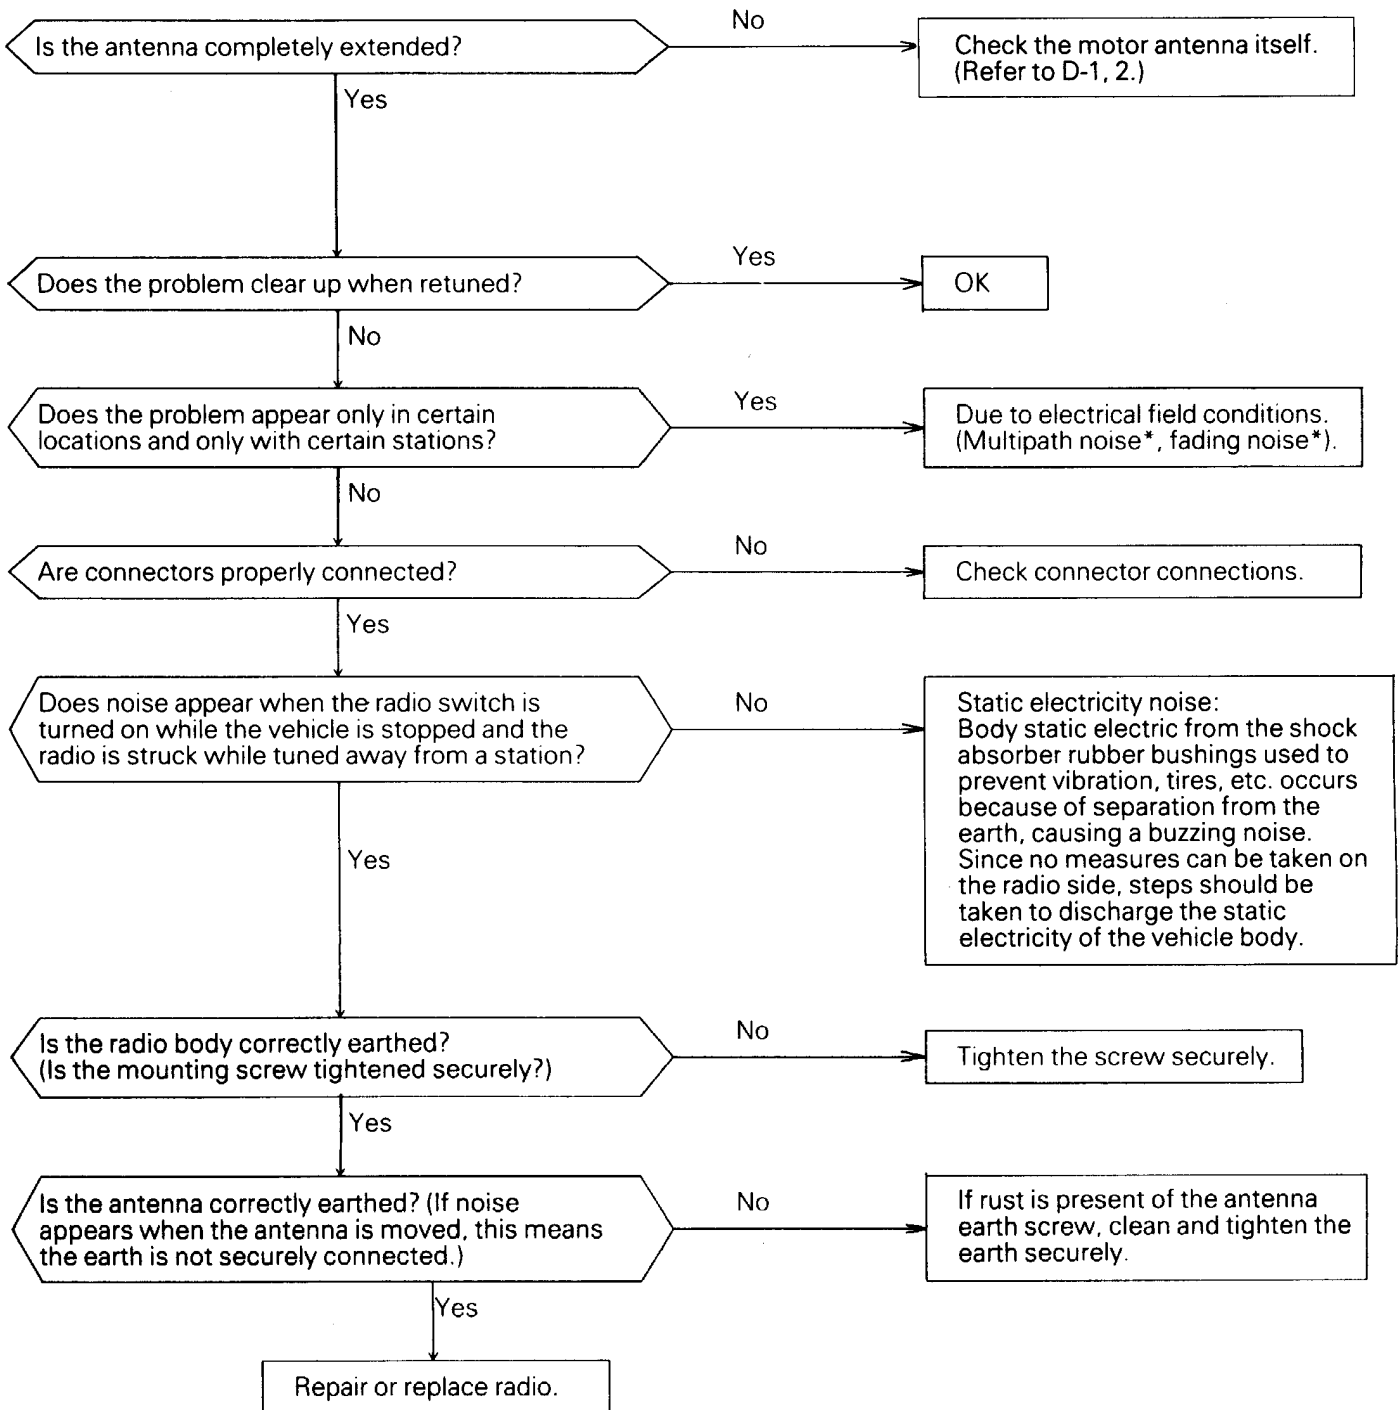 Is the antenna completely extended?
No
Check the motor antenna itself.
(Refer to D-1, 2.)
Yes
Does the problem clear up when retuned?
Yes
OK
No
Does the problem appear only in certain
locations and only with certain stations?
Yes
Due to electrical field conditions.
(Multipath noise*, fading noise*).
No
Are connectors properly connected?
No
Check connector connections.
Yes
Does noise appear when the radio switch is
turned on while the vehicle is stopped and the
radio is struck while tuned away from a station?
No
Static electricity noise:
Body static electric from the shock
absorber rubber bushings used to
prevent vibration, tires, etc. occurs
because of separation from the
earth, causing a buzzing noise.
Since no measures can be taken on
the radio side, steps should be
taken to discharge the static
electricity of the vehicle body.
Yes
Is the radio body correctly earthed?
(Is the mounting screw tightened securely?)
No
Tighten the screw securely.
Yes
Is the antenna correctly earthed? (If noise
appears when the antenna is moved, this means
the earth is not securely connected.)
No
If rust is present of the antenna
earth screw, clean and tighten the
earth securely.
Yes
Repair or replace radio.